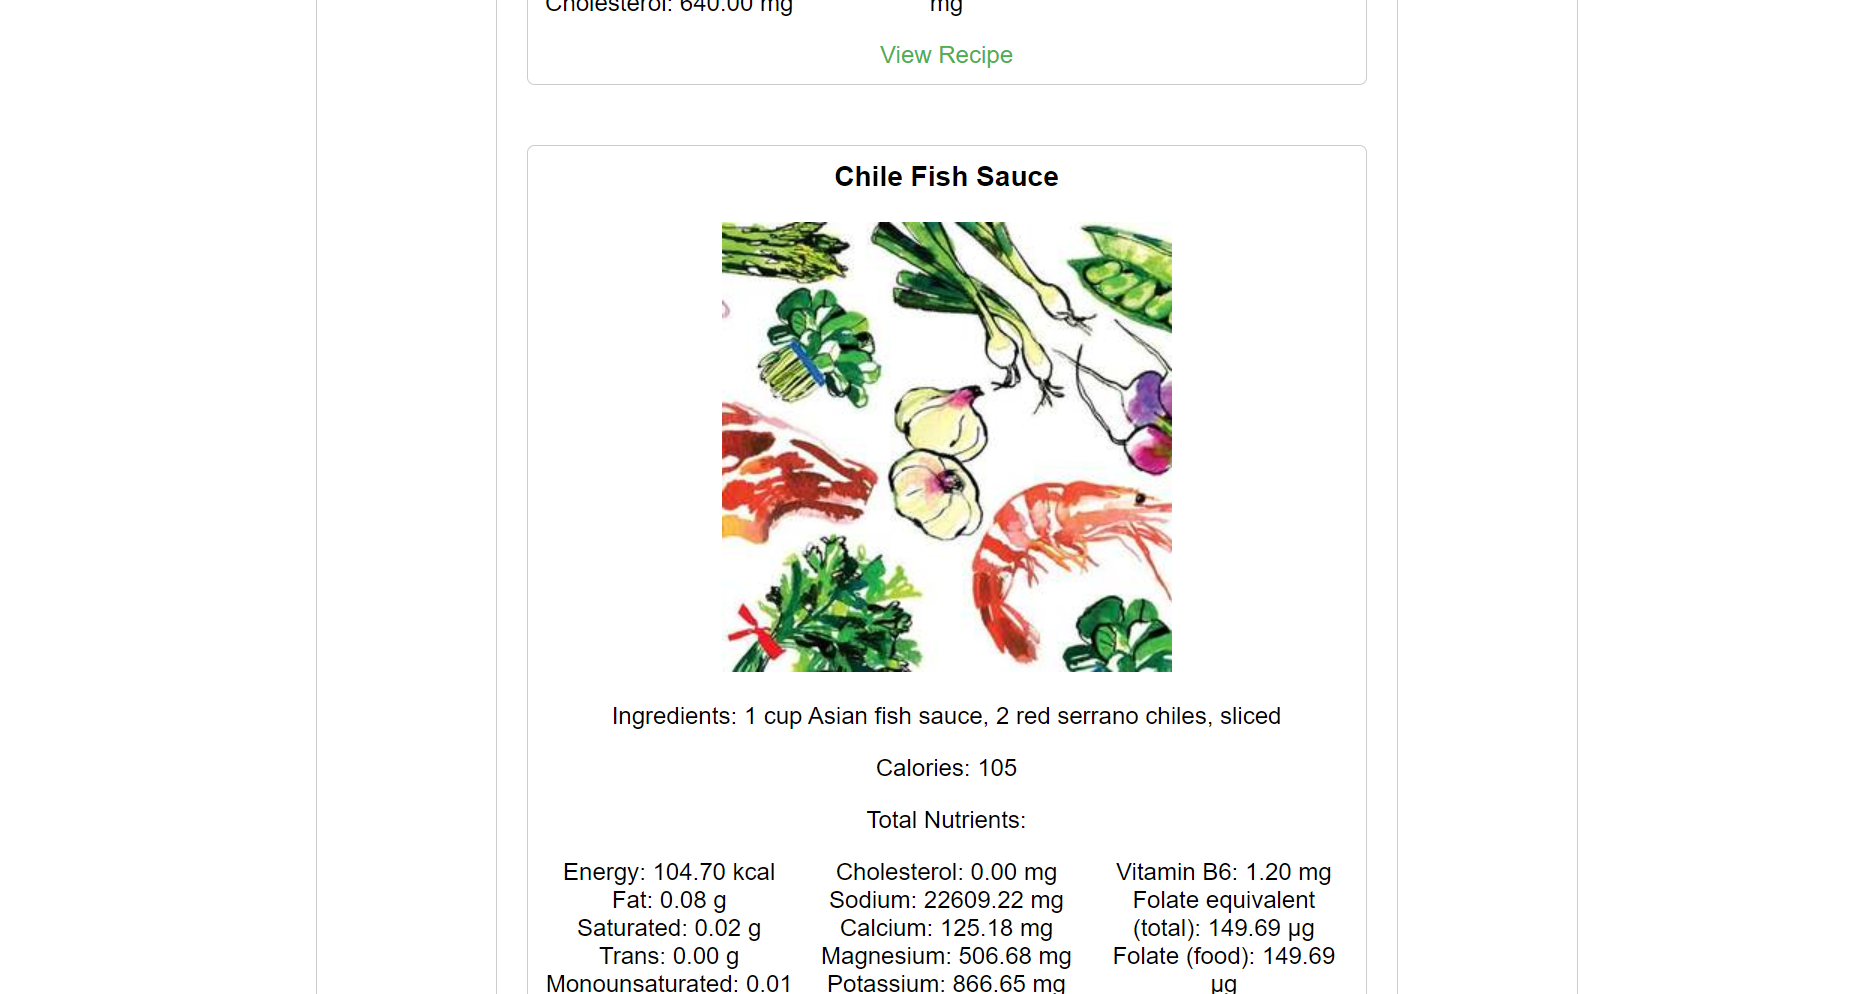 Cholesterol: 640.00 mg
mg
View Recipe
Chile Fish Sauce
Ingredients: 1 cup Asian fish sauce, 2 red serrano chiles, sliced
Calories: 105
Total Nutrients:
Energy: 104.70 kcal
Fat: 0.08 g
Saturated: 0.02 g
Trans: 0.00 g
Monounsaturated: 0.01
Cholesterol: 0.00 mg
Sodium: 22609.22 mg
Calcium: 125.18 mg
Magnesium: 506.68 mg
Potassium: 866.65 mg
Vitamin B6: 1.20 mg
Folate equivalent
(total): 149.69 µg
Folate (food): 149.69
µg